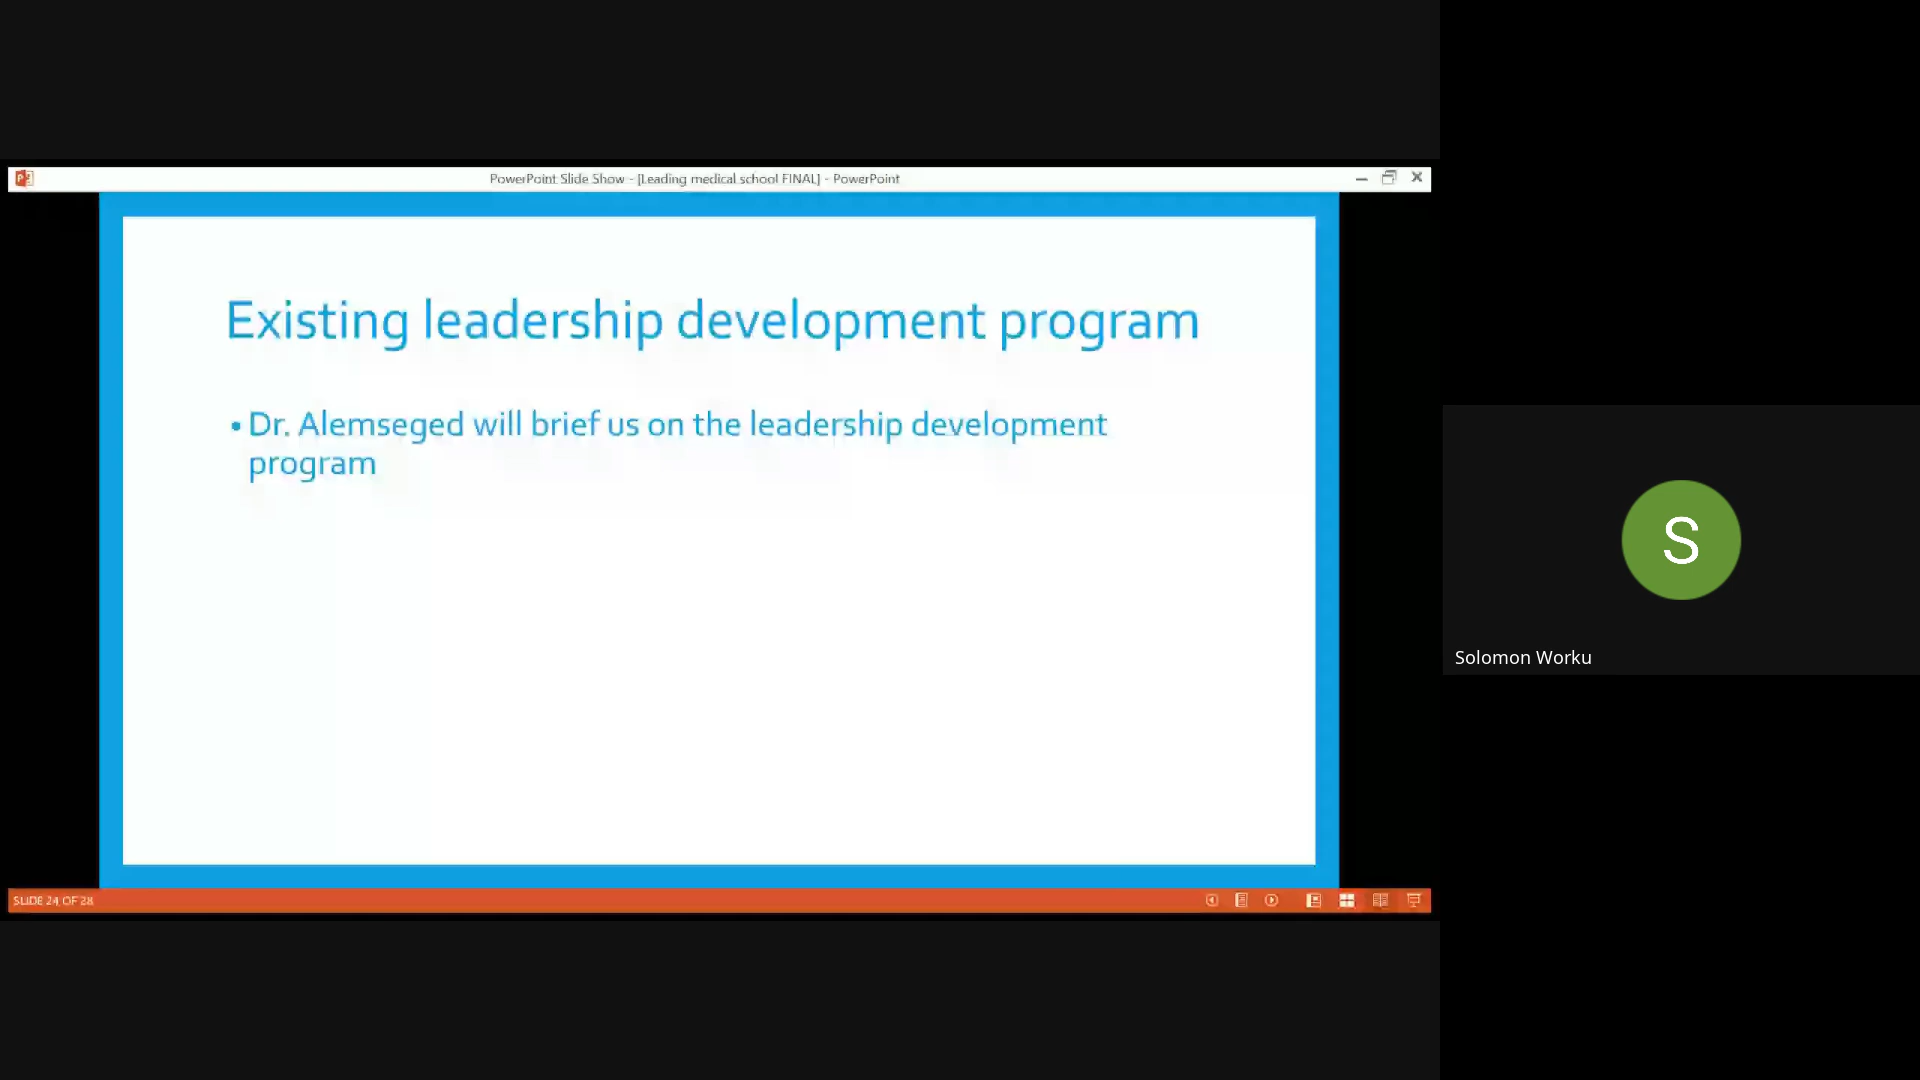 PowerPoint Slide Show - [Leading medical school FINAL] - PowerPoint
Existing leadership development program
• Dr. Alemseged will brief us on the leadership development
program
SLIDE 24 OF 28
S
Solomon Worku